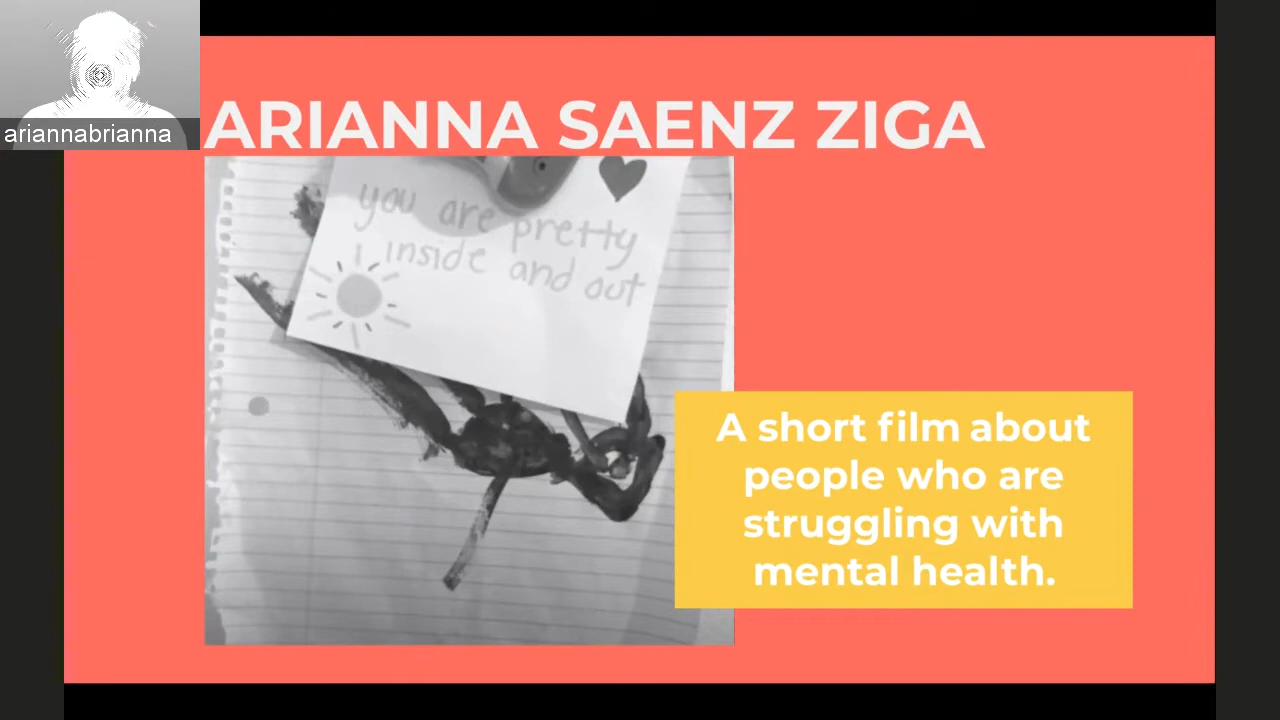 ariannabrianna
ARIANNA SAENZ ZIGA
you are pretty
inside and out
A short film about
people who are
struggling with
mental health.